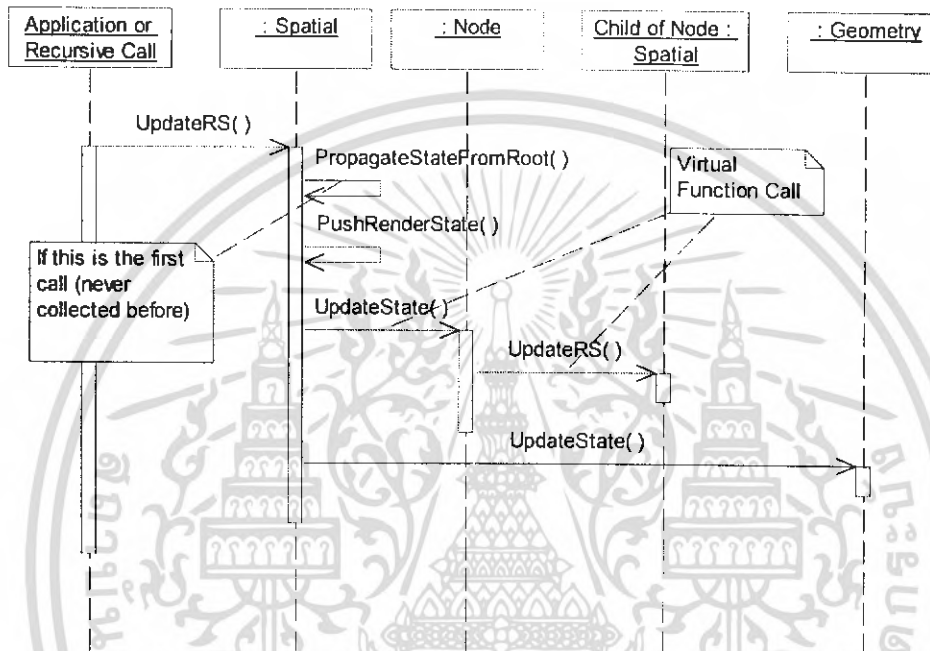 Application or
Recursive Call
: Spatial
: Node
Child of Node :
Spatial
: Geometry
UpdateRS( )
PropagateStateFromRoot( )
Virtual
Function Call
PushRenderState( )
If this is the first
call (never
collected before)
UpdateState( )
UpdateRS( )
UpdateState( )